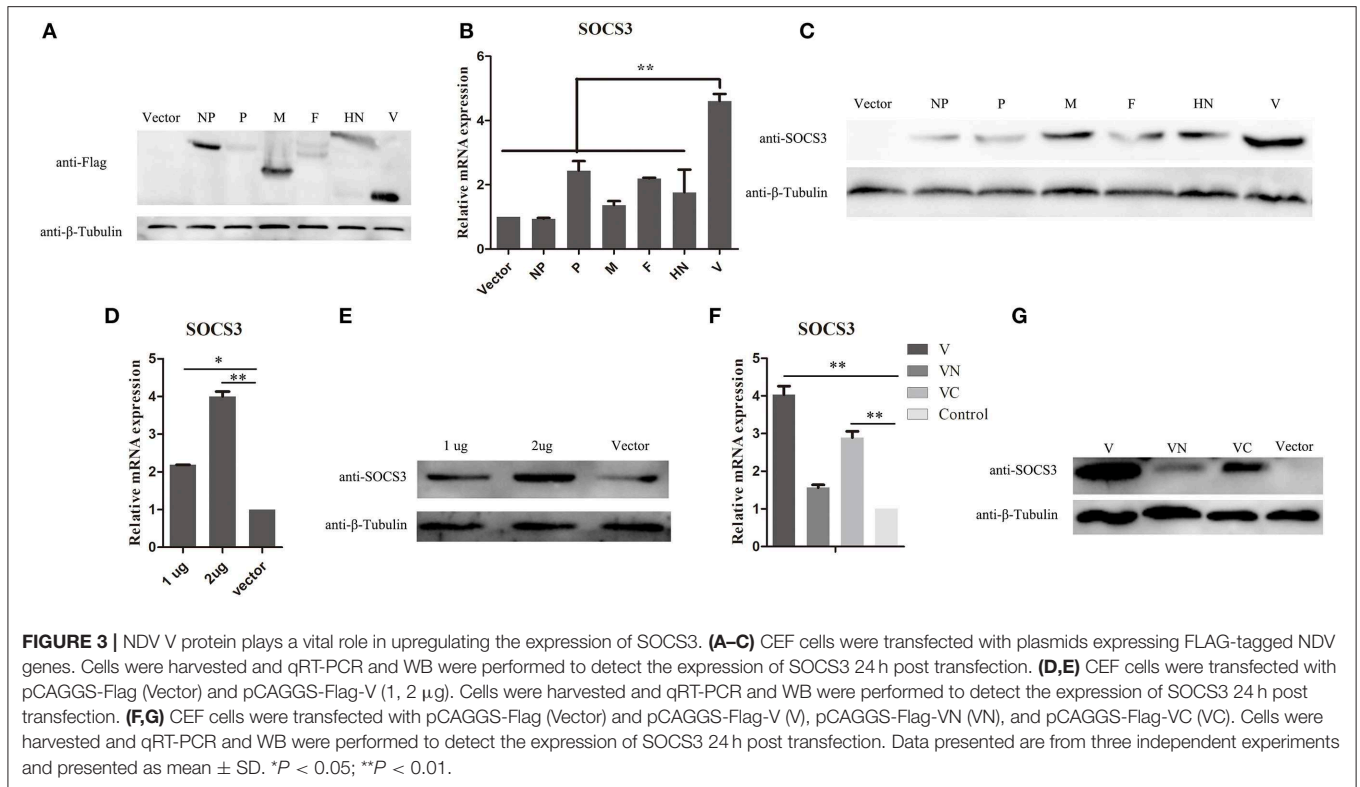 A
Vector NP P M F HN V
anti-Flag
anti-β-Tubulin
B
SOCS3
Relative mRNA expression
6
4
2
0
**
Vector NP P M F HN V
C
Vector NP P M F HN V
anti-SOCS3
anti-β-Tubulin
D
SOCS3
Relative mRNA expression
5
4
3
2
1
0
*
**
1 ug 2ug vector
E
1 ug 2ug Vector
anti-SOCS3
anti-β-Tubulin
F
SOCS3
Relative mRNA expression
5
4
3
2
1
0
**
**
V
VN
VC
Control
G
V VN VC Vector
anti-SOCS3
anti-β-Tubulin
FIGURE 3 | NDV V protein plays a vital role in upregulating the expression of SOCS3. (A–C) CEF cells were transfected with plasmids expressing FLAG-tagged NDV
genes. Cells were harvested and qRT-PCR and WB were performed to detect the expression of SOCS3 24 h post transfection. (D,E) CEF cells were transfected with
pCAGGS-Flag (Vector) and pCAGGS-Flag-V (1, 2 μg). Cells were harvested and qRT-PCR and WB were performed to detect the expression of SOCS3 24 h post
transfection. (F,G) CEF cells were transfected with pCAGGS-Flag (Vector) and pCAGGS-Flag-V (V), pCAGGS-Flag-VN (VN), and pCAGGS-Flag-VC (VC). Cells were
harvested and qRT-PCR and WB were performed to detect the expression of SOCS3 24 h post transfection. Data presented are from three independent experiments
and presented as mean ± SD. *P < 0.05; **P < 0.01.